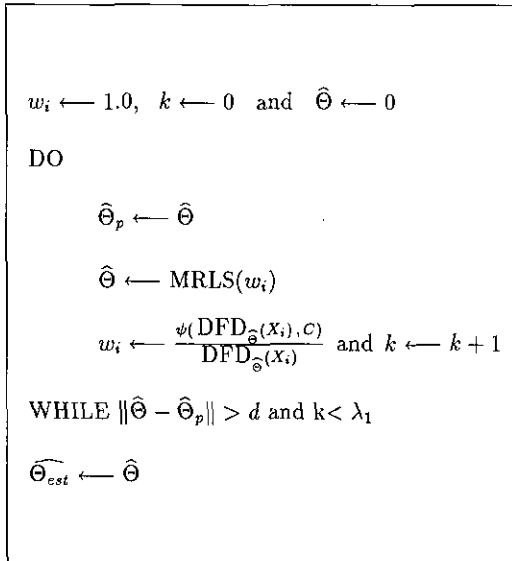 w_i ⟵ 1.0, k ⟵ 0 and Θ̂ ⟵ 0
DO
Θ̂_p ⟵ Θ̂
Θ̂ ⟵ MRLS(w_i)
w_i ⟵ ψ(DFD_Θ̂(X_i),C) / DFD_Θ̂(X_i) and k ⟵ k + 1
WHILE ‖Θ̂ − Θ̂_p‖ > d and k< λ_1
Θ̂_est ⟵ Θ̂